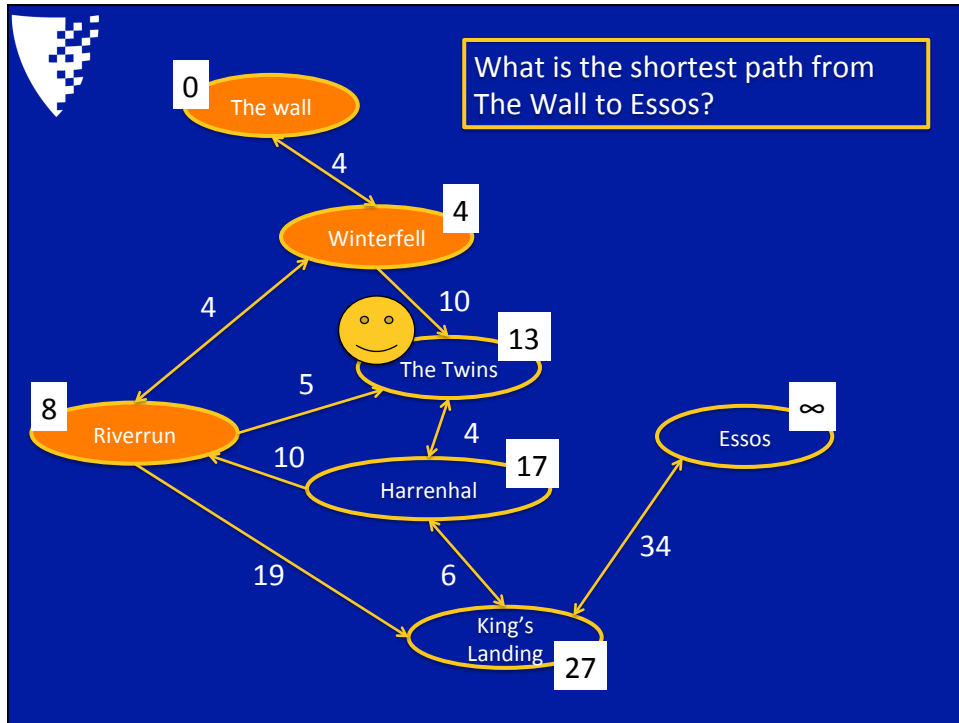 What is the shortest path from
The Wall to Essos?
0
The wall
4
4
Winterfell
4
10
13
The Twins
5
8
Riverrun
∞
Essos
4
10
17
Harrenhal
34
19
6
King's
Landing
27